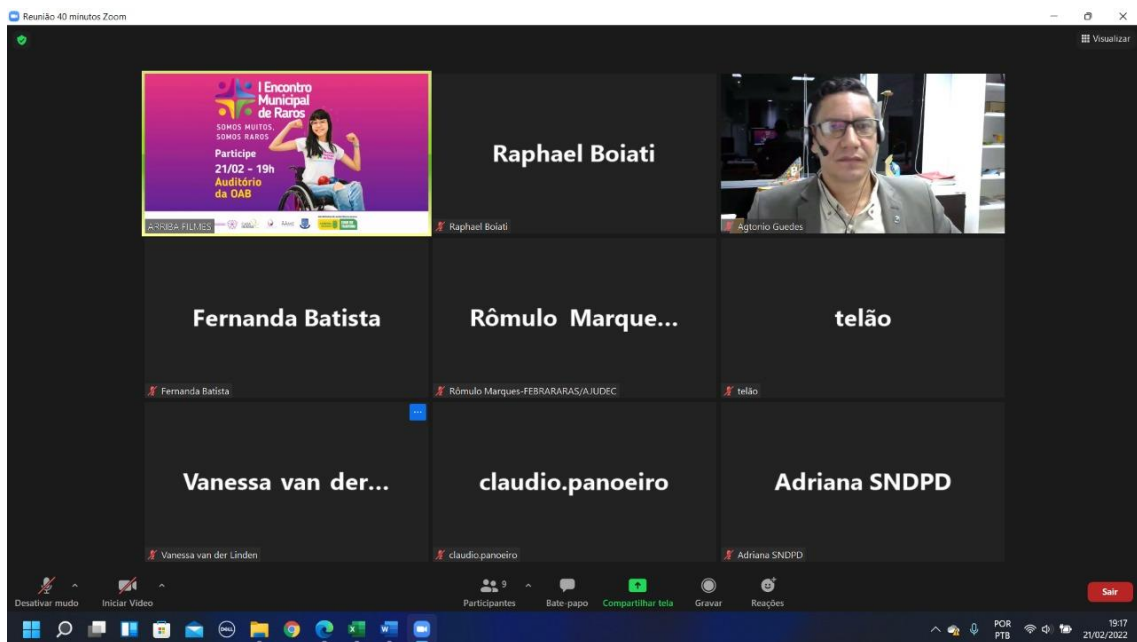 Reunião 40 minutos Zoom
Visualizar
I Encontro
Municipal
de Raros
SOMOS MUITOS,
SOMOS RAROS
Participe
21/02 - 19h
Auditório
da OAB
ARRIBA FILMES
Raphael Boiati
Raphael Boiati
Agtonio Guedes
Fernanda Batista
Fernanda Batista
Rômulo Marque...
Rômulo Marques-FEBRARARAS/AJUDEC
telão
telão
Vanessa van der...
Vanessa van der Linden
claudio.panoeiro
claudio.panoeiro
Adriana SNDPD
Adriana SNDPD
Desativar mudo
Iniciar Vídeo
9
Participantes
Bate-papo
Compartilhar tela
Gravar
Reações
Sair
DELL
POR
PTB
19:17
21/02/2022